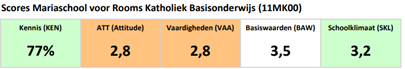 Scores Mariaschool voor Rooms Katholiek Basisonderwijs (11MK00)
Kennis (KEN) ATT (Attitude) Vaardigheden (VAA) Basiswaarden (BAW) Schoolklimaat (SKL)
77% 2,8 2,8 3,5 3,2